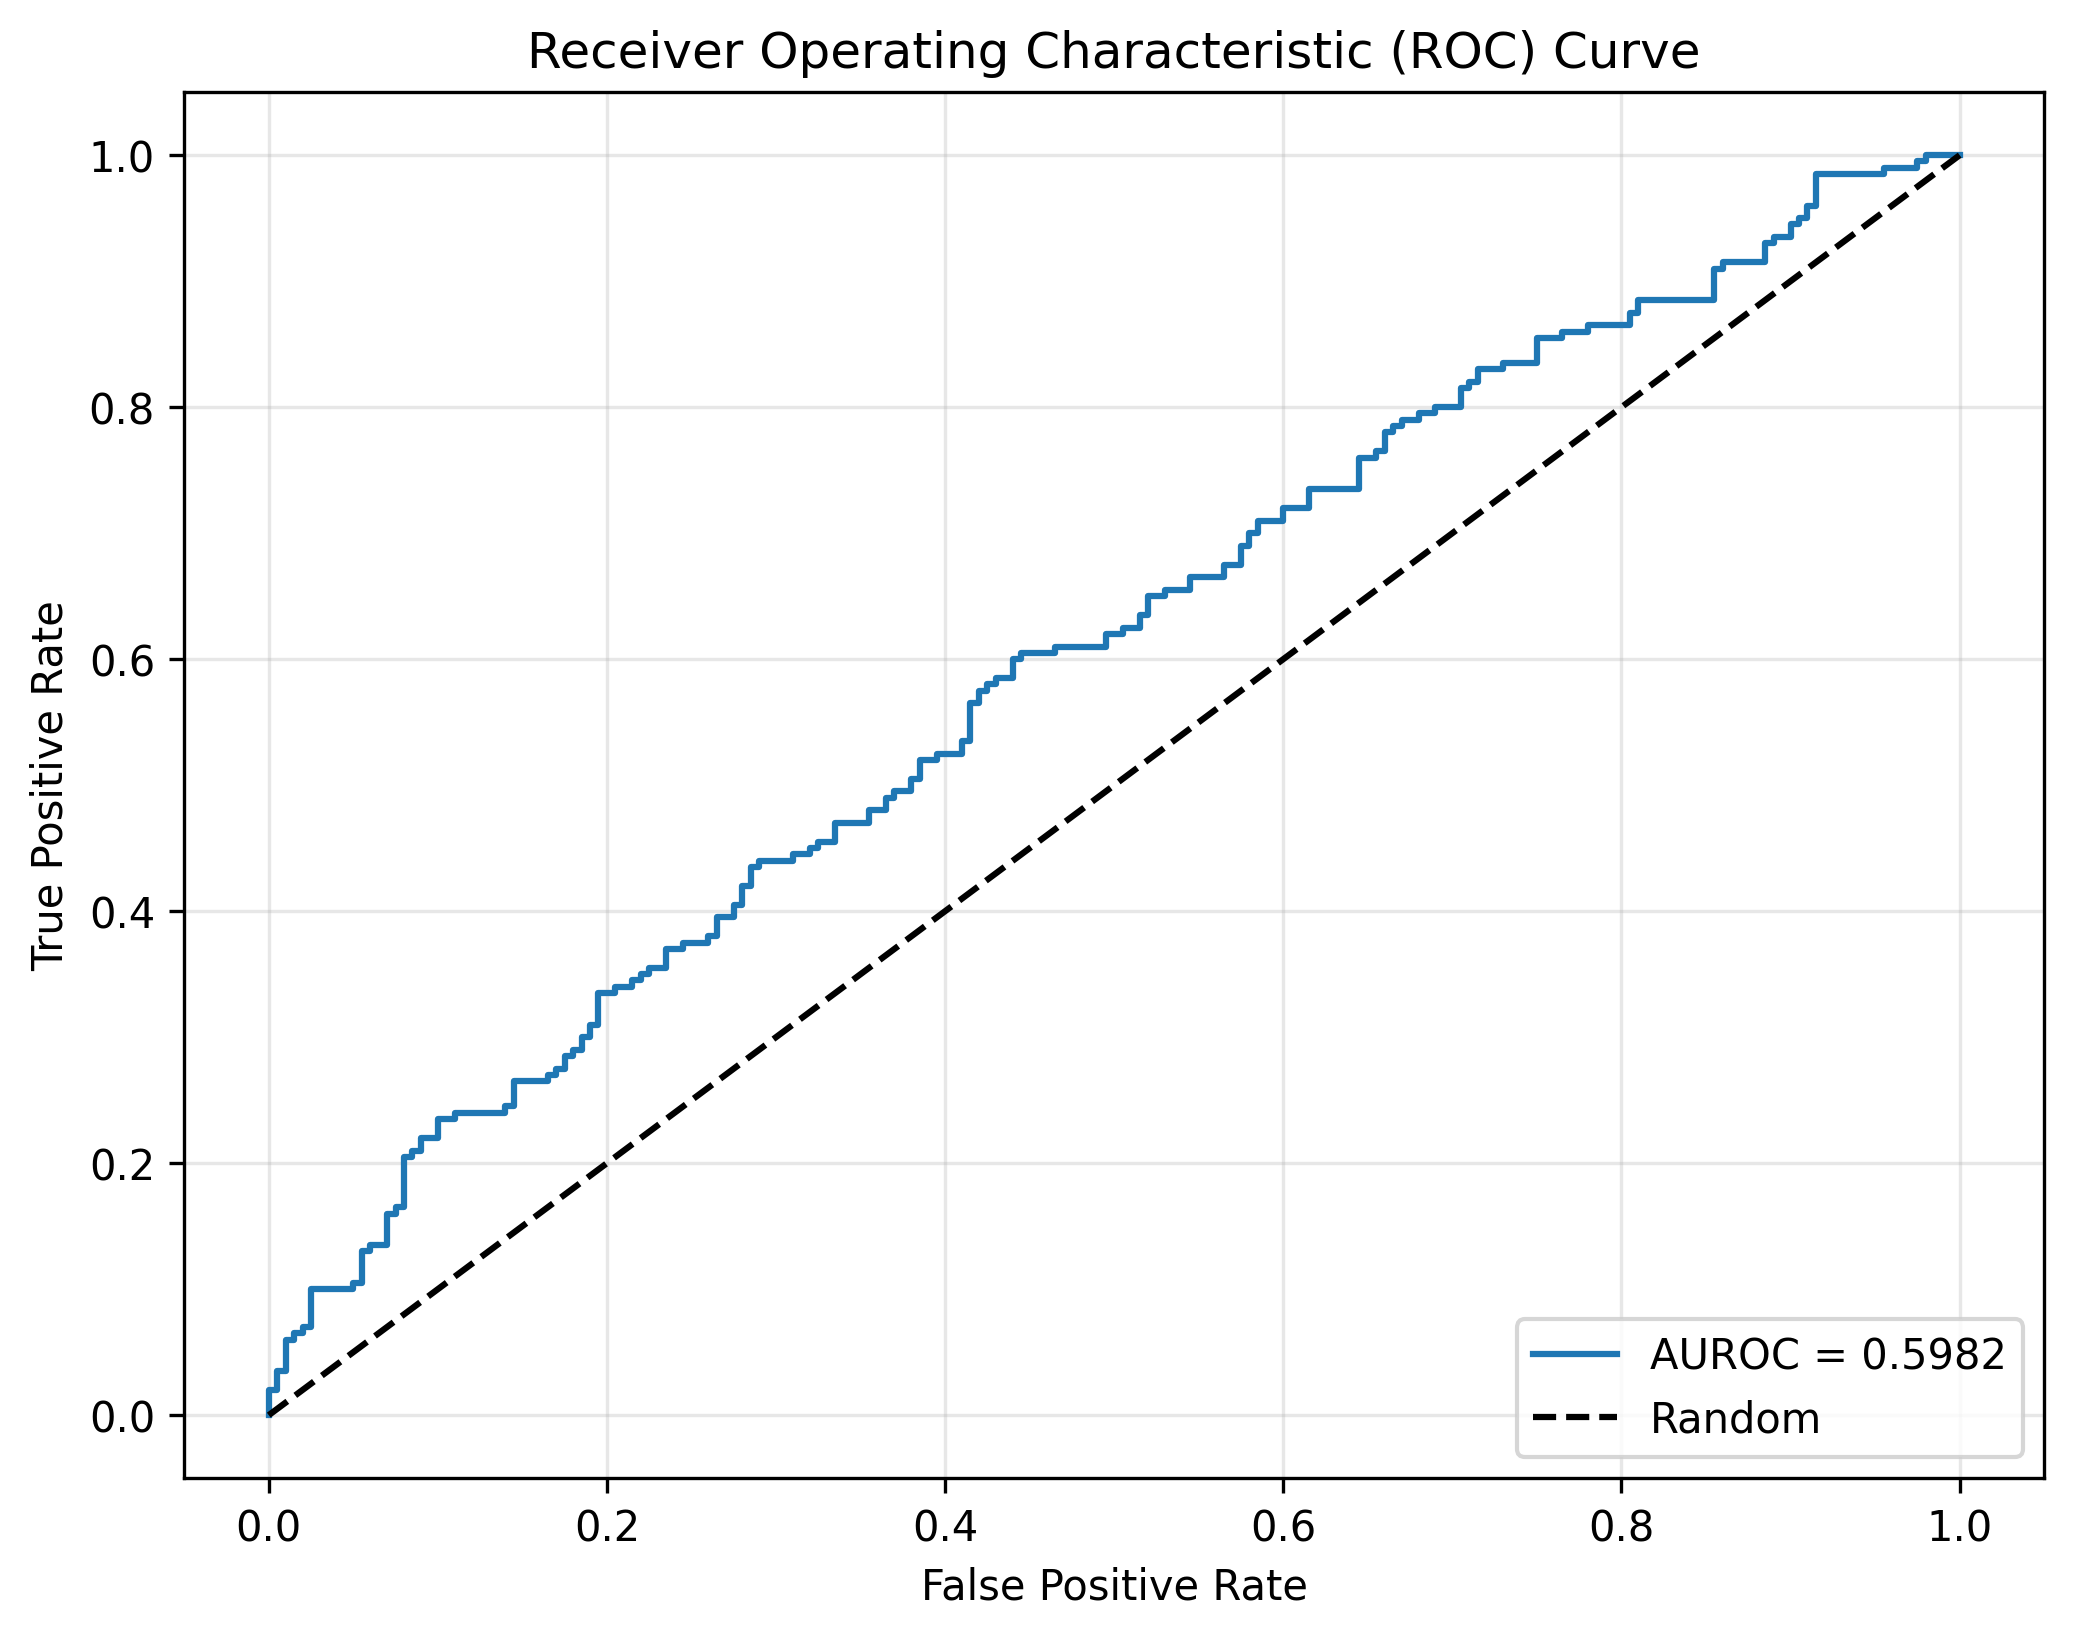 Receiver Operating Characteristic (ROC) Curve
1.0
0.8
0.6
0.4
0.2
0.0
True Positive Rate
0.0 0.2 0.4 0.6 0.8 1.0
False Positive Rate
AUROC = 0.5982
Random